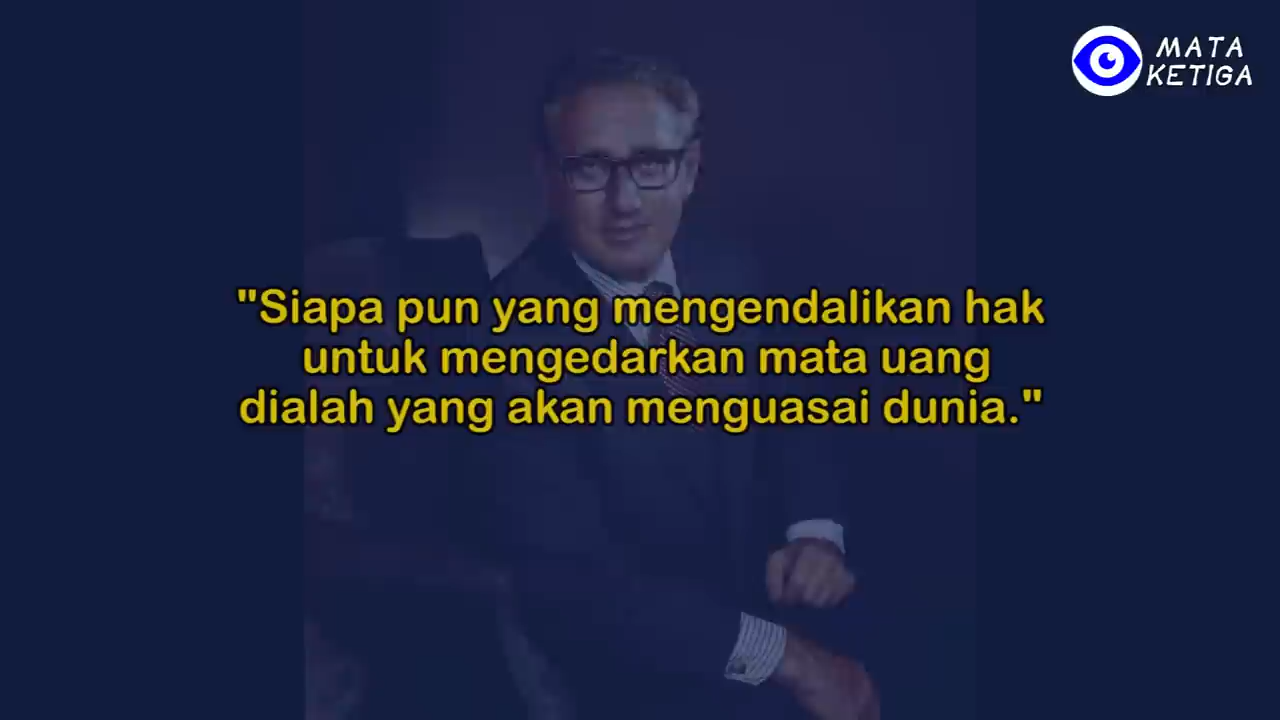 MATA
KETIGA
"Siapa pun yang mengendalikan hak
untuk mengedarkan mata uang
dialah yang akan menguasai dunia."